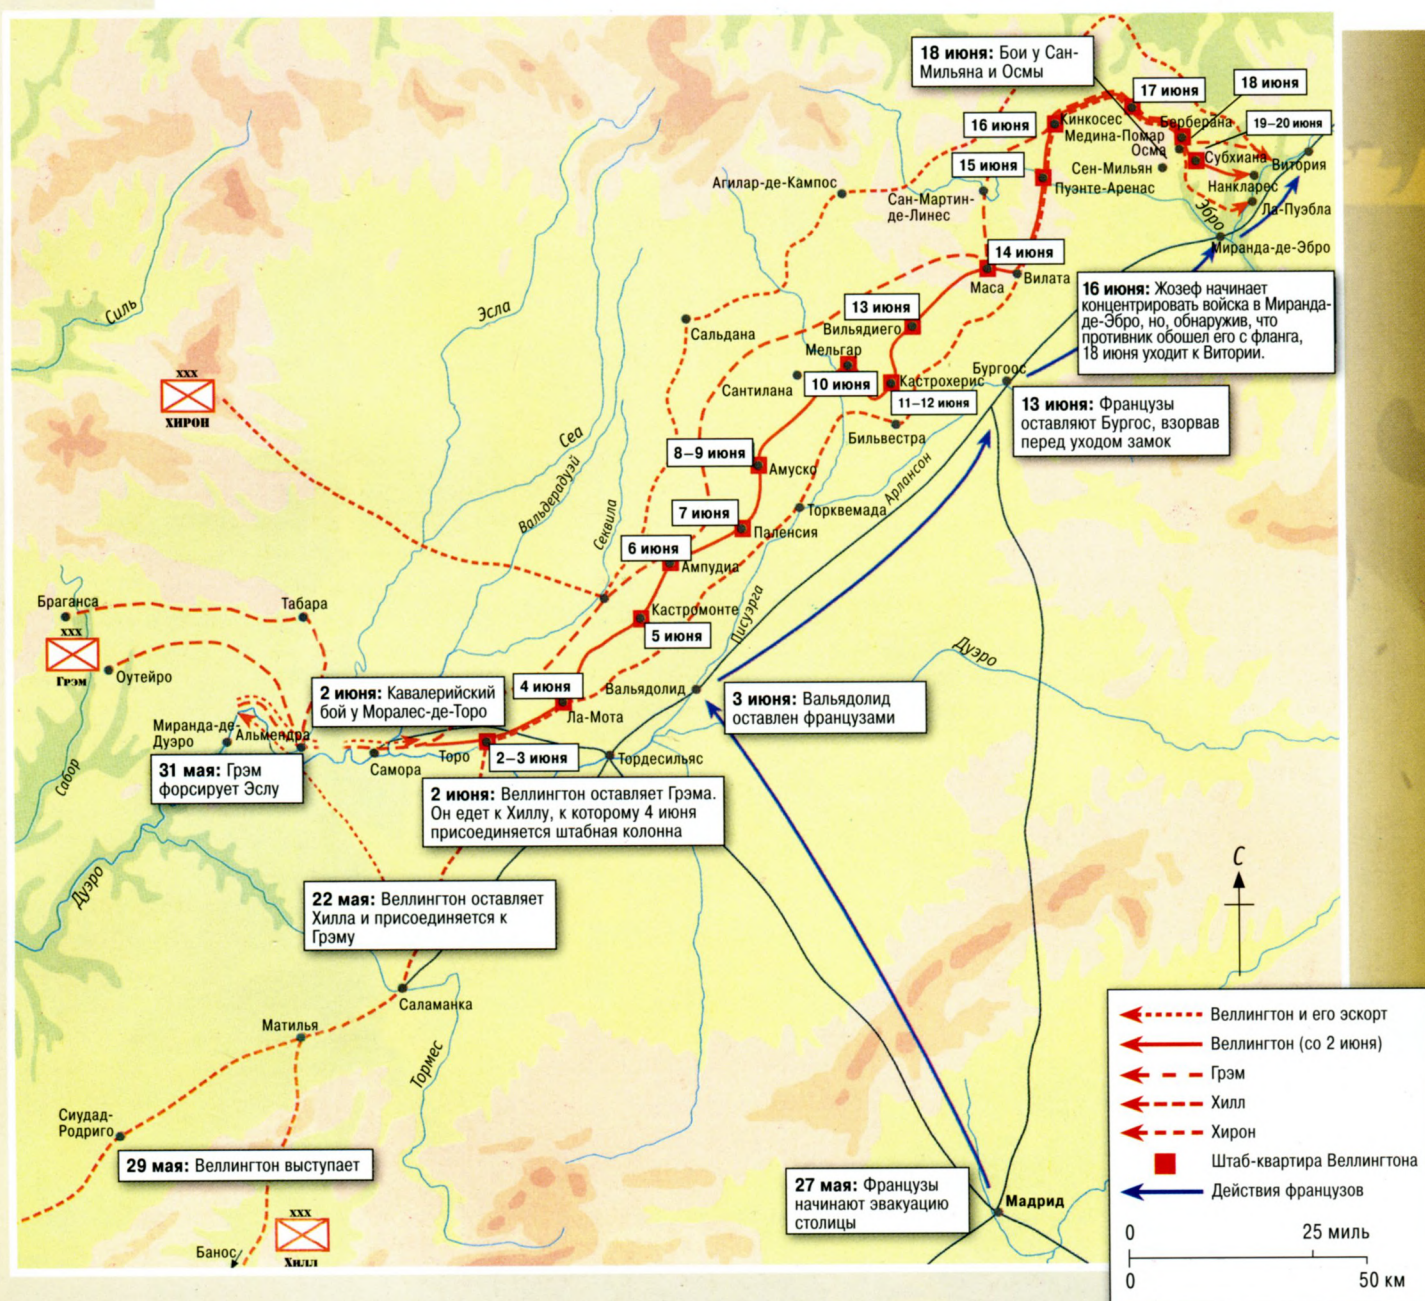 18 июня: Бои у Сан-
Мильяна и Осмы
17 июня
18 июня
16 июня
Кинкосес
Медина-Помар
Берберана
19–20 июня
Осма
15 июня
Сен-Мильян
Субхиана
Витория
Агилар-де-Кампос
Сан-Мартин-
де-Линес
Пуэнте-Аренас
Нанкларес
Ла-Пуэбла
Эбро
Миранда-де-Эбро
14 июня
Маса
Вилата
Силь
Эсла
13 июня
Вильядиего
16 июня: Жозеф начинает
концентрировать войска в Миранда-
де-Эбро, но, обнаружив, что
противник обошел его с фланга,
18 июня уходит к Витории.
Сальдана
Мельгар
Бургоос
xxx
ХИРОН
Сантилана
10 июня
Кастрохерис
11–12 июня
13 июня: Французы
оставляют Бургос, взорвав
перед уходом замок
Бильвестра
Сеа
8–9 июня
Амуско
Арлансон
Вальдерадуэй
Секвила
7 июня
Торквемада
Паленсия
6 июня
Ампудиа
Браганса
Табара
Кастромонте
5 июня
Писуэрга
xxx
Грэм
Оутейро
Дуэро
2 июня: Кавалерийский
бой у Моралес-де-Торо
4 июня
Вальядолид
3 июня: Вальядолид
оставлен французами
Ла-Мота
Миранда-де-
Дуэро
Альмендра
Самора
Торо
2–3 июня
Тордесильяс
Сабор
31 мая: Грэм
форсирует Эслу
2 июня: Веллингтон оставляет Грэма.
Он едет к Хиллу, к которому 4 июня
присоединяется штабная колонна
Дуэро
22 мая: Веллингтон оставляет
Хилла и присоединяется к
Грэму
С
Саламанка
Матилья
Тормес
Сиудад-
Родриго
29 мая: Веллингтон выступает
27 мая: Французы
начинают эвакуацию
столицы
Мадрид
xxx
Хилл
Банос
Веллингтон и его эскорт
Веллингтон (со 2 июня)
Грэм
Хилл
Хирон
Штаб-квартира Веллингтона
Действия французов
0 25 миль
0 50 км